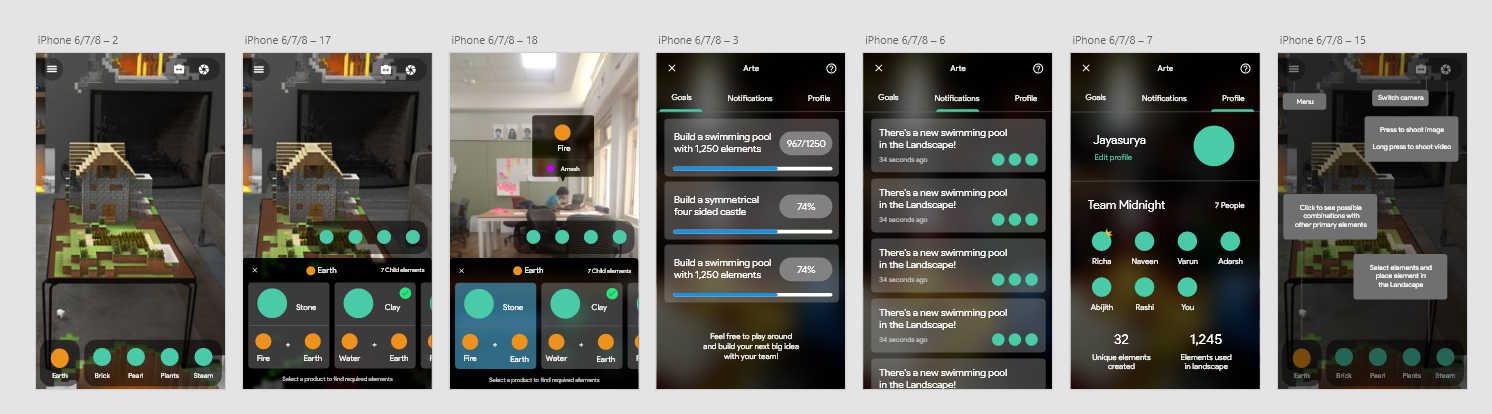 iPhone 6/7/8 – 2
Earth
Brick
Pearl
Plants
Steam
iPhone 6/7/8 – 17
Earth
7 Child elements
Stone
Clay
Fire
+
Earth
Water
+
Earth
Select a product to find required elements
iPhone 6/7/8 – 18
Fire
Arnesh
Earth
7 Child elements
Stone
Clay
Fire
+
Earth
Water
+
Earth
Select a product to find required elements
iPhone 6/7/8 – 3
Arte
Goals
Notifications
Profile
Build a swimming pool
with 1,250 elements
967/1250
Build a symmetrical
four sided castle
74%
Build a swimming pool
with 1,250 elements
74%
Feel free to play around
and build your next big idea
with your team!
iPhone 6/7/8 – 6
Arte
Goals
Notifications
Profile
There's a new swimming pool
in the Landscape!
34 seconds ago
There's a new swimming pool
in the Landscape!
34 seconds ago
There's a new swimming pool
in the Landscape!
34 seconds ago
There's a new swimming pool
in the Landscape!
34 seconds ago
There's a new swimming pool
in the Landscape!
iPhone 6/7/8 – 7
Arte
Goals
Notifications
Profile
Jayasurya
Edit profile
Team Midnight
7 People
Richa
Naveen
Varun
Adarsh
Abijith
Rashi
You
32
Unique elements
created
1,245
Elements used
in landscape
iPhone 6/7/8 – 15
Menu
Switch camera
Press to shoot image
Long press to shoot video
Click to see possible
combinations with
other primary elements
Select elements and
place element in
the Landscape
Earth
Brick
Pearl
Plants
Steam